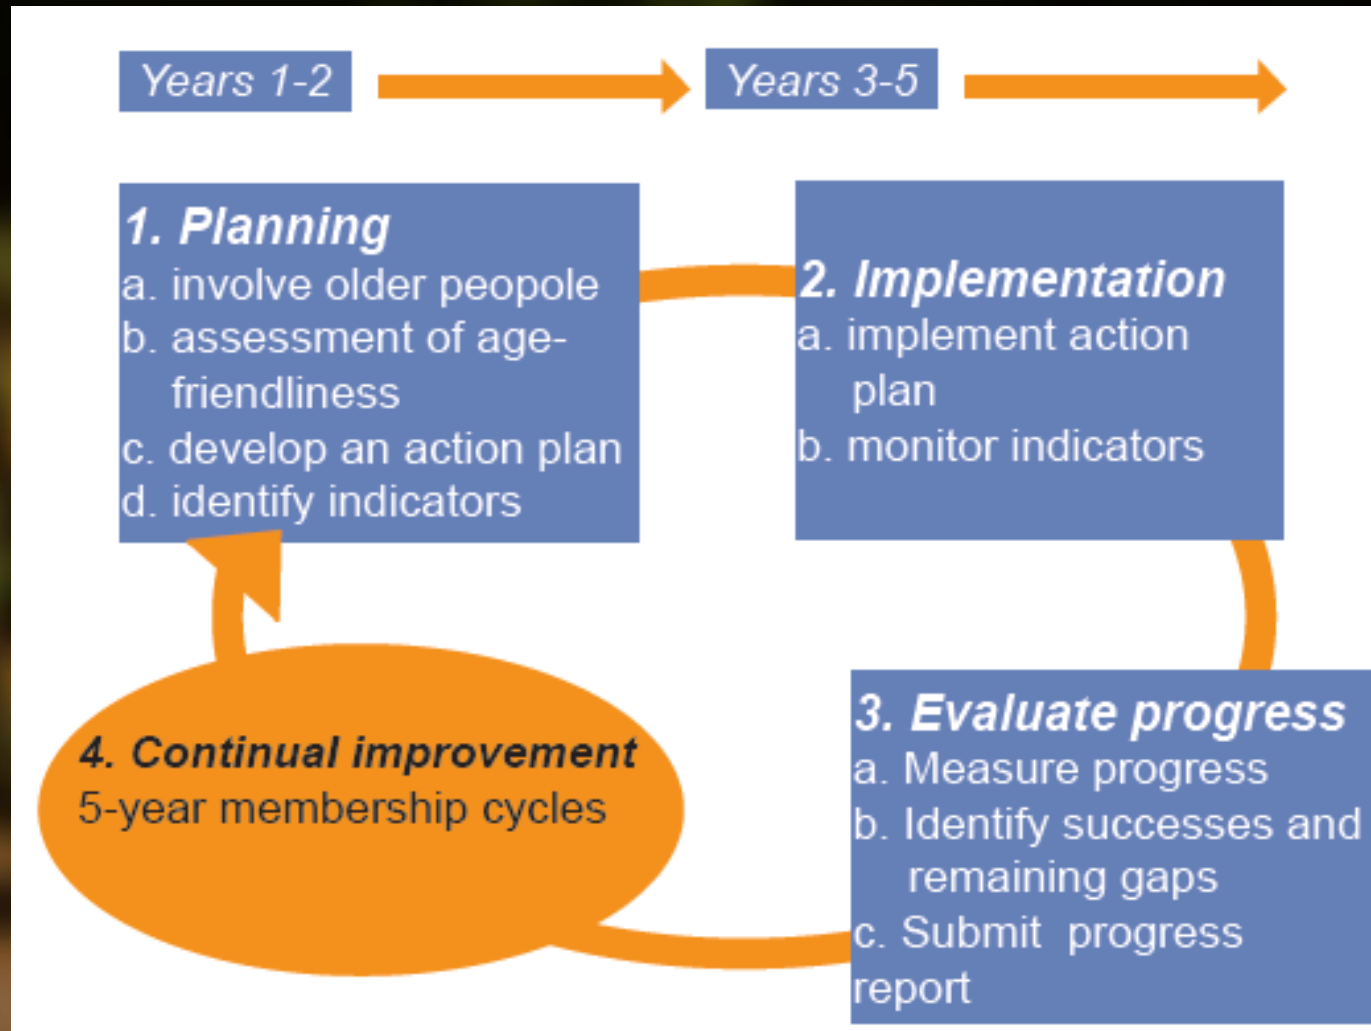 Years 1-2
Years 3-5
1. Planning
a. involve older peopole
b. assessment of age-
friendliness
c. develop an action plan
d. identify indicators
2. Implementation
a. implement action
plan
b. monitor indicators
3. Evaluate progress
a. Measure progress
b. Identify successes and
remaining gaps
c. Submit progress
report
4. Continual improvement
5-year membership cycles